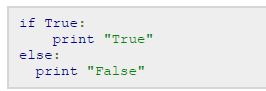 if True:
    print "True"
else:
  print "False"